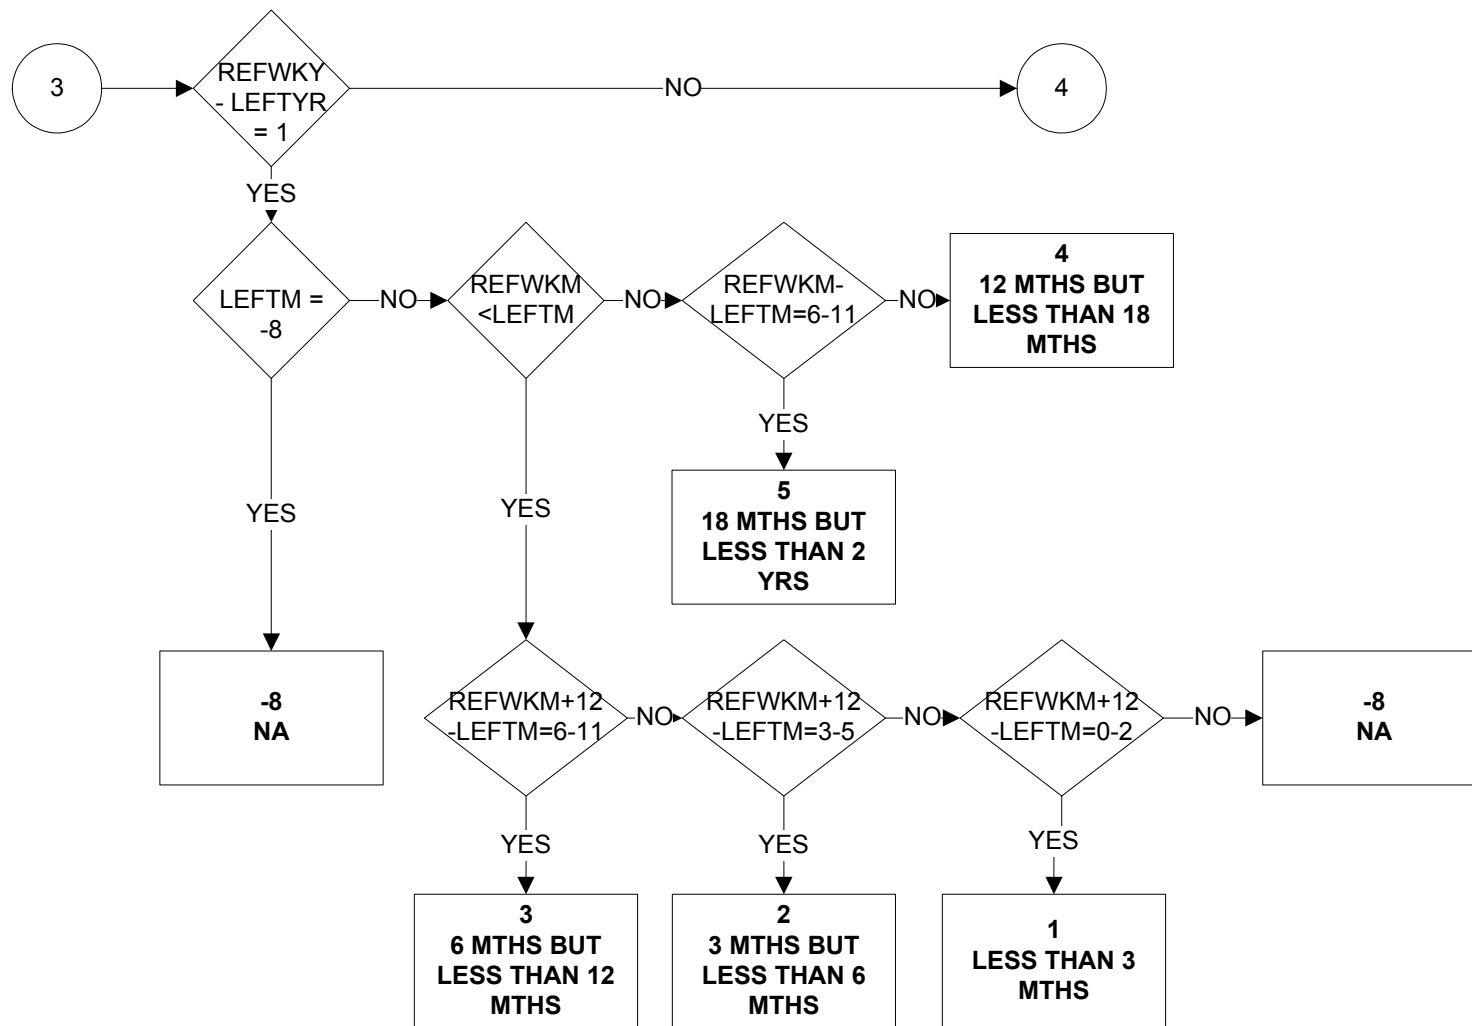 3
REFWKY
- LEFTYR
= 1
NO
4
YES
LEFTM =
-8
NO
REFWKM
<LEFTM
NO
REFWKM-
LEFTM=6-11
NO
4
12 MTHS BUT
LESS THAN 18
MTHS
YES
5
18 MTHS BUT
LESS THAN 2
YRS
YES
YES
-8
NA
REFWKM+12
-LEFTM=6-11
NO
REFWKM+12
-LEFTM=3-5
NO
REFWKM+12
-LEFTM=0-2
NO
-8
NA
YES
YES
YES
3
6 MTHS BUT
LESS THAN 12
MTHS
2
3 MTHS BUT
LESS THAN 6
MTHS
1
LESS THAN 3
MTHS